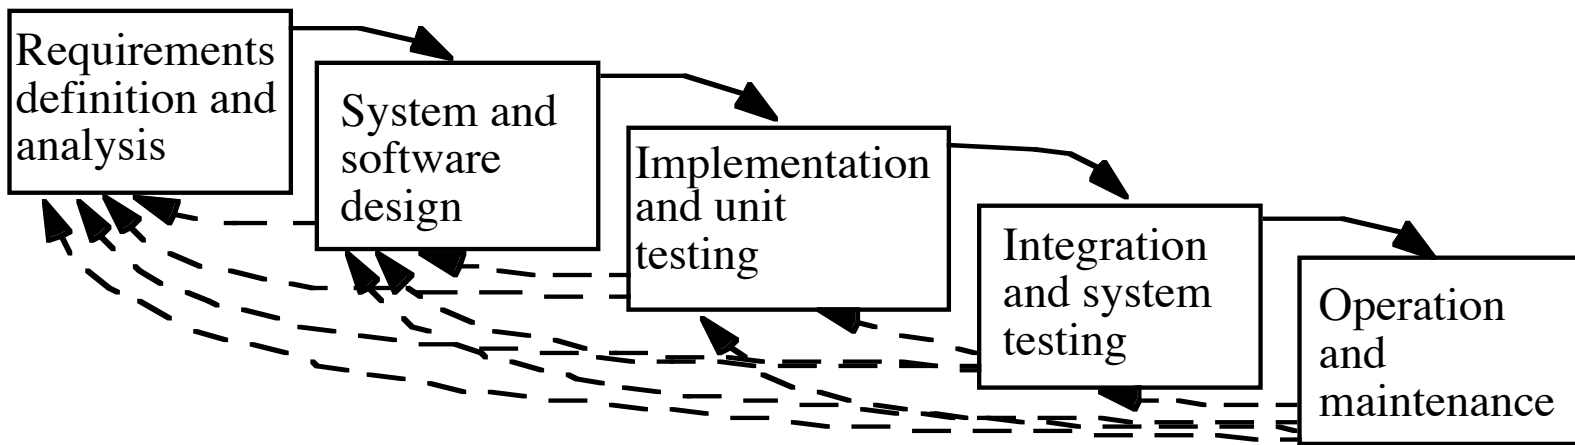 Requirements
definition and
analysis
System and
software
design
Implementation
and unit
testing
Integration
and system
testing
Operation
and
maintenance